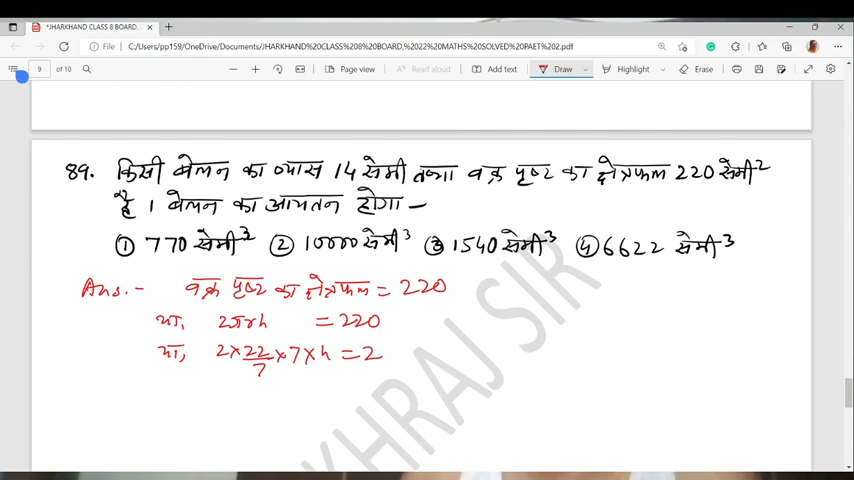 *JHARKHAND CLASS 8 BOARD,
File C:/Users/pp159/OneDrive/Documents/JHARKHAND%20CLASS%208%20BOARD,%2022%20MATHS%20SOLVED%20PAET%202.pdf
9 of 10 Page view Read aloud Add text Draw Highlight Erase
89. किसी बेलन का व्यास 14 सेमी तथा वक्र पृष्ठ का क्षेत्रफल 220 सेमी²
है । बेलन का आयतन होगा –
① 770 सेमी³ ② 10000 सेमी³ ③ 1540 सेमी³ ④ 6622 सेमी³
Ans.- वक्र पृष्ठ का क्षेत्रफल = 220
या, 2πrh = 220
या, 2 × 22/7 × 7 × h = 2
KHRAJ SIR